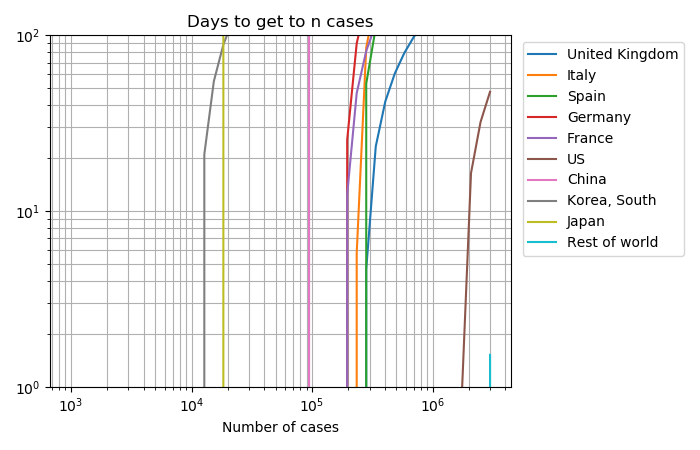 Days to get to n cases
10²
10¹
10⁰
10³
10⁴
10⁵
10⁶
Number of cases
United Kingdom
Italy
Spain
Germany
France
US
China
Korea, South
Japan
Rest of world